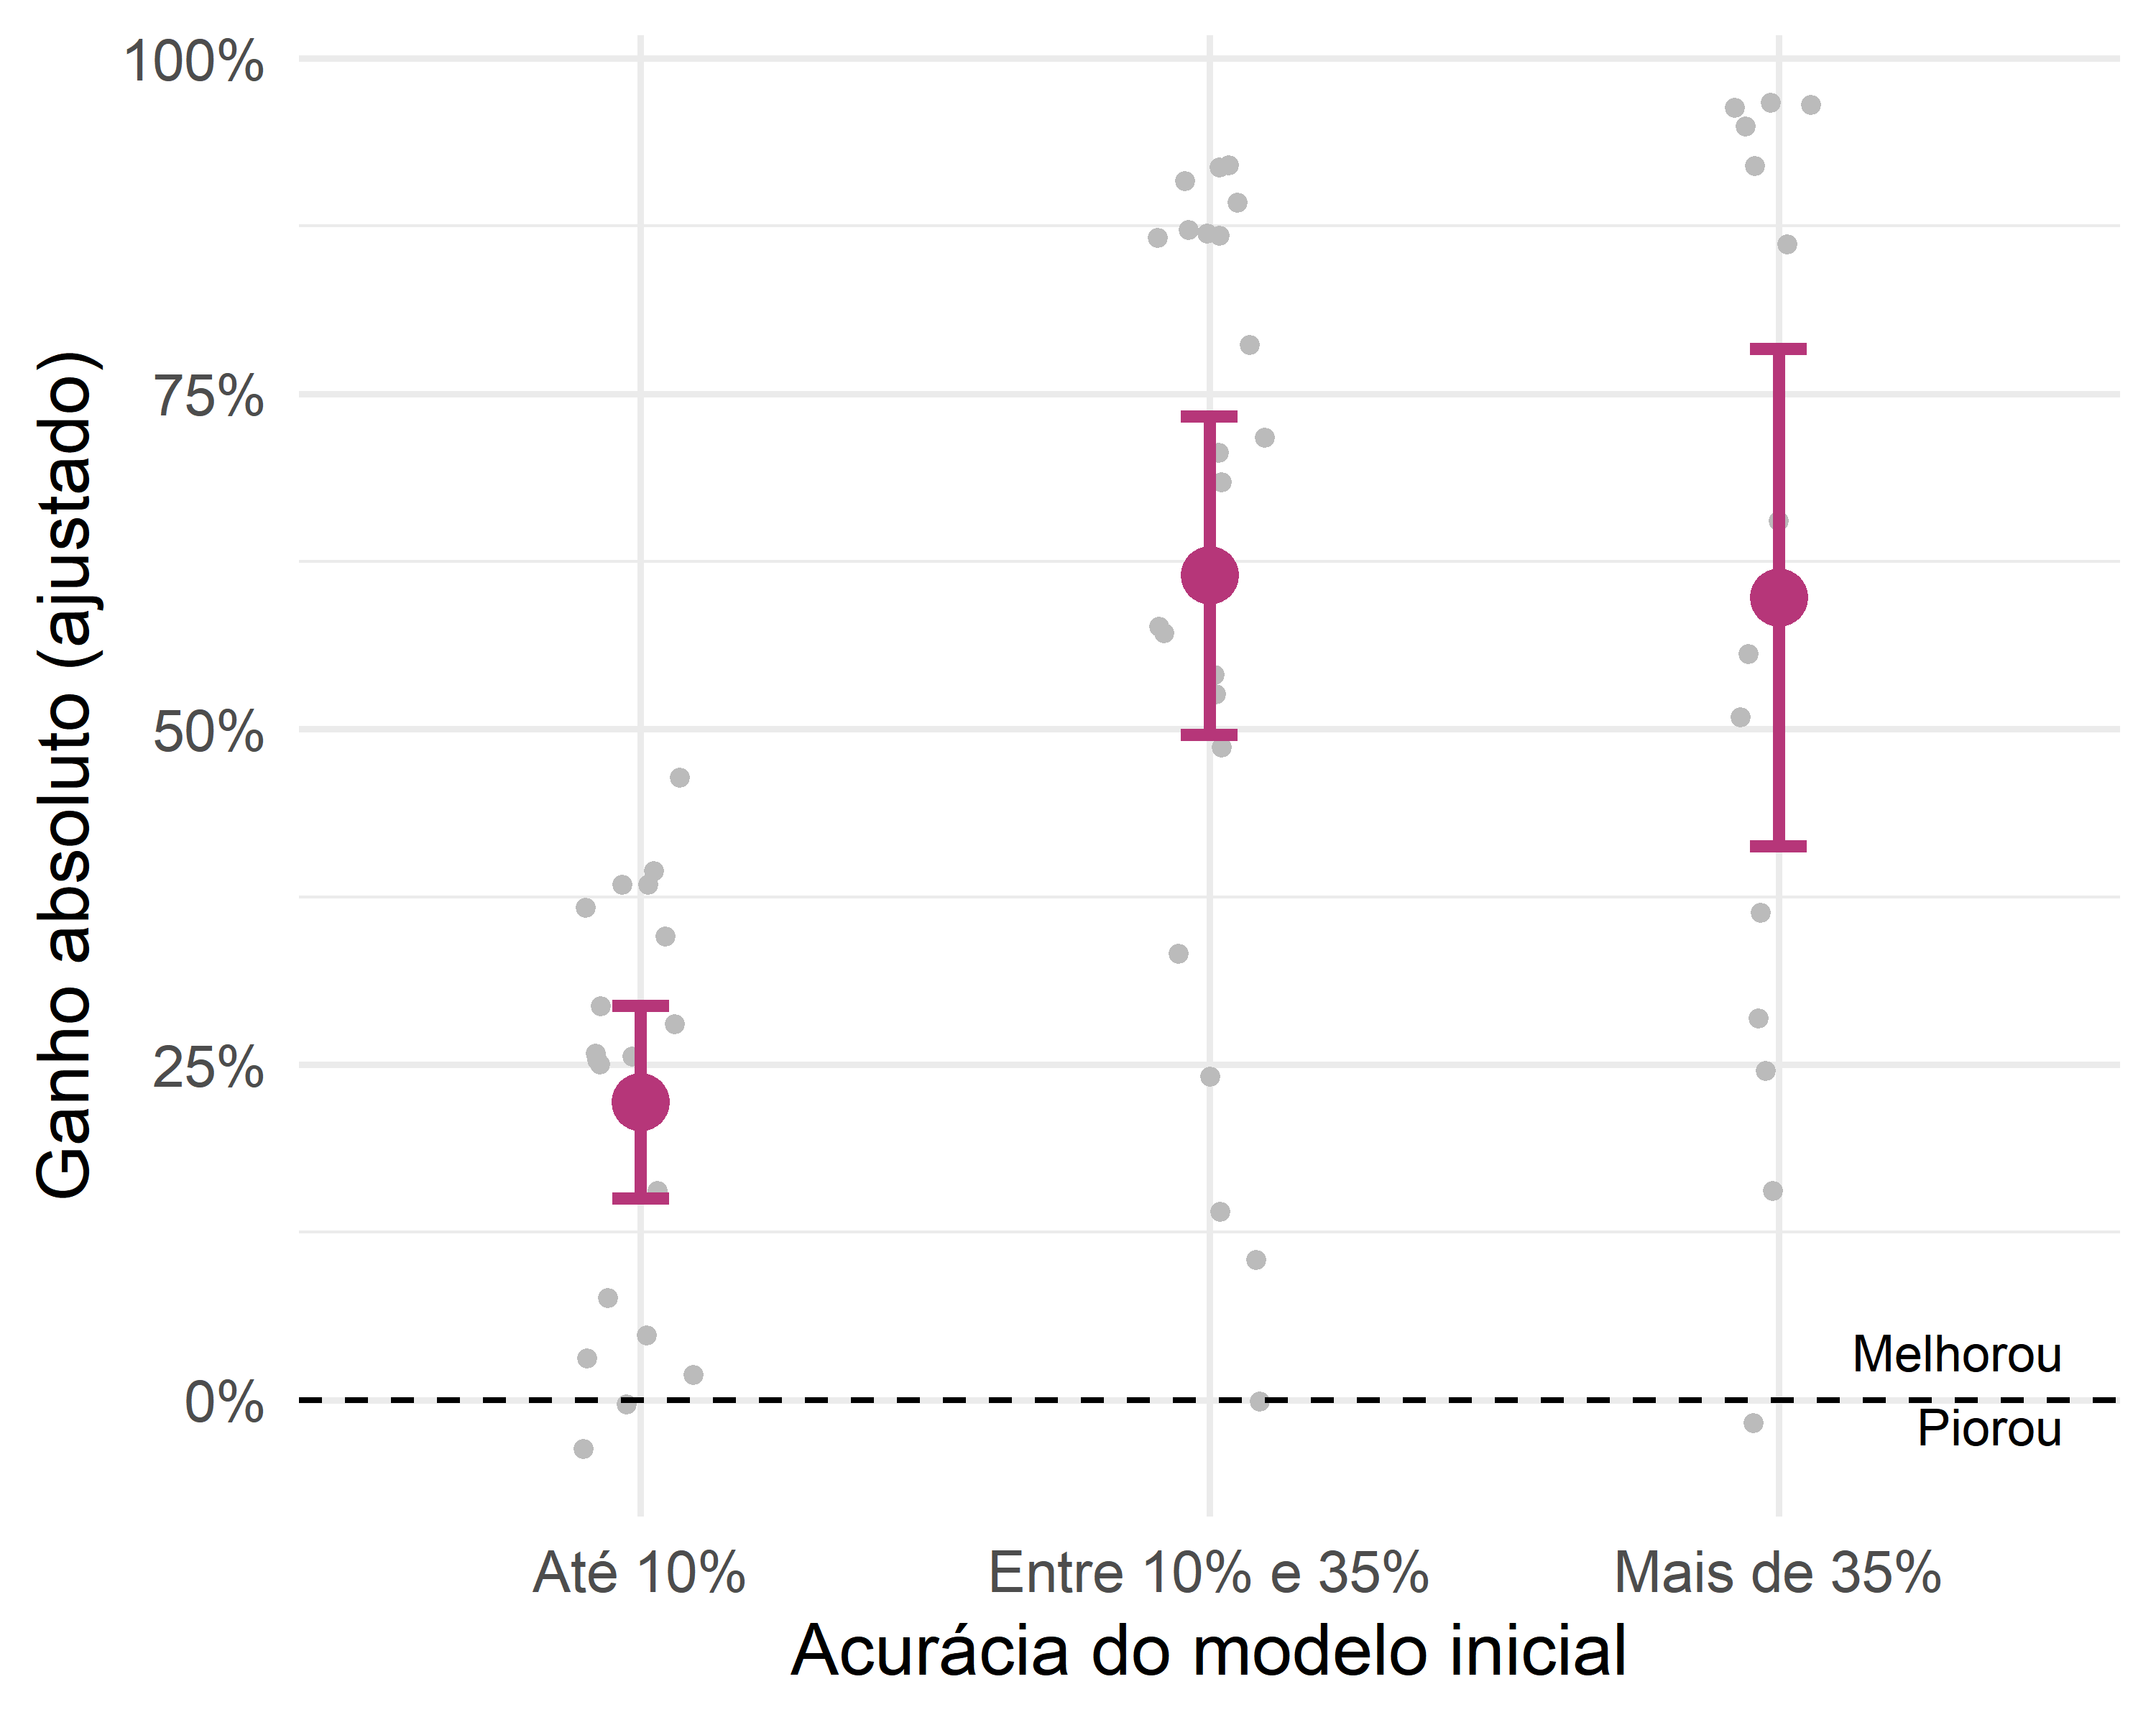 Ganho absoluto (ajustado)
100%
75%
50%
25%
0%
Melhorou
Piorou
Até 10%
Entre 10% e 35%
Mais de 35%
Acurácia do modelo inicial